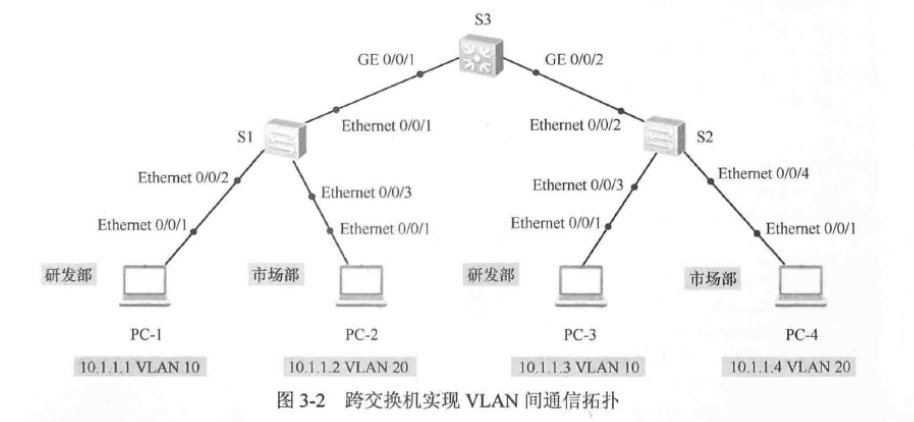 S3
GE 0/0/1
GE 0/0/2
S1
Ethernet 0/0/1
Ethernet 0/0/2
S2
Ethernet 0/0/2
Ethernet 0/0/3
Ethernet 0/0/3
Ethernet 0/0/4
Ethernet 0/0/1
Ethernet 0/0/1
Ethernet 0/0/1
Ethernet 0/0/1
研发部
市场部
研发部
市场部
PC-1
PC-2
PC-3
PC-4
10.1.1.1 VLAN 10
10.1.1.2 VLAN 20
10.1.1.3 VLAN 10
10.1.1.4 VLAN 20
图 3-2 跨交换机实现 VLAN 间通信拓扑